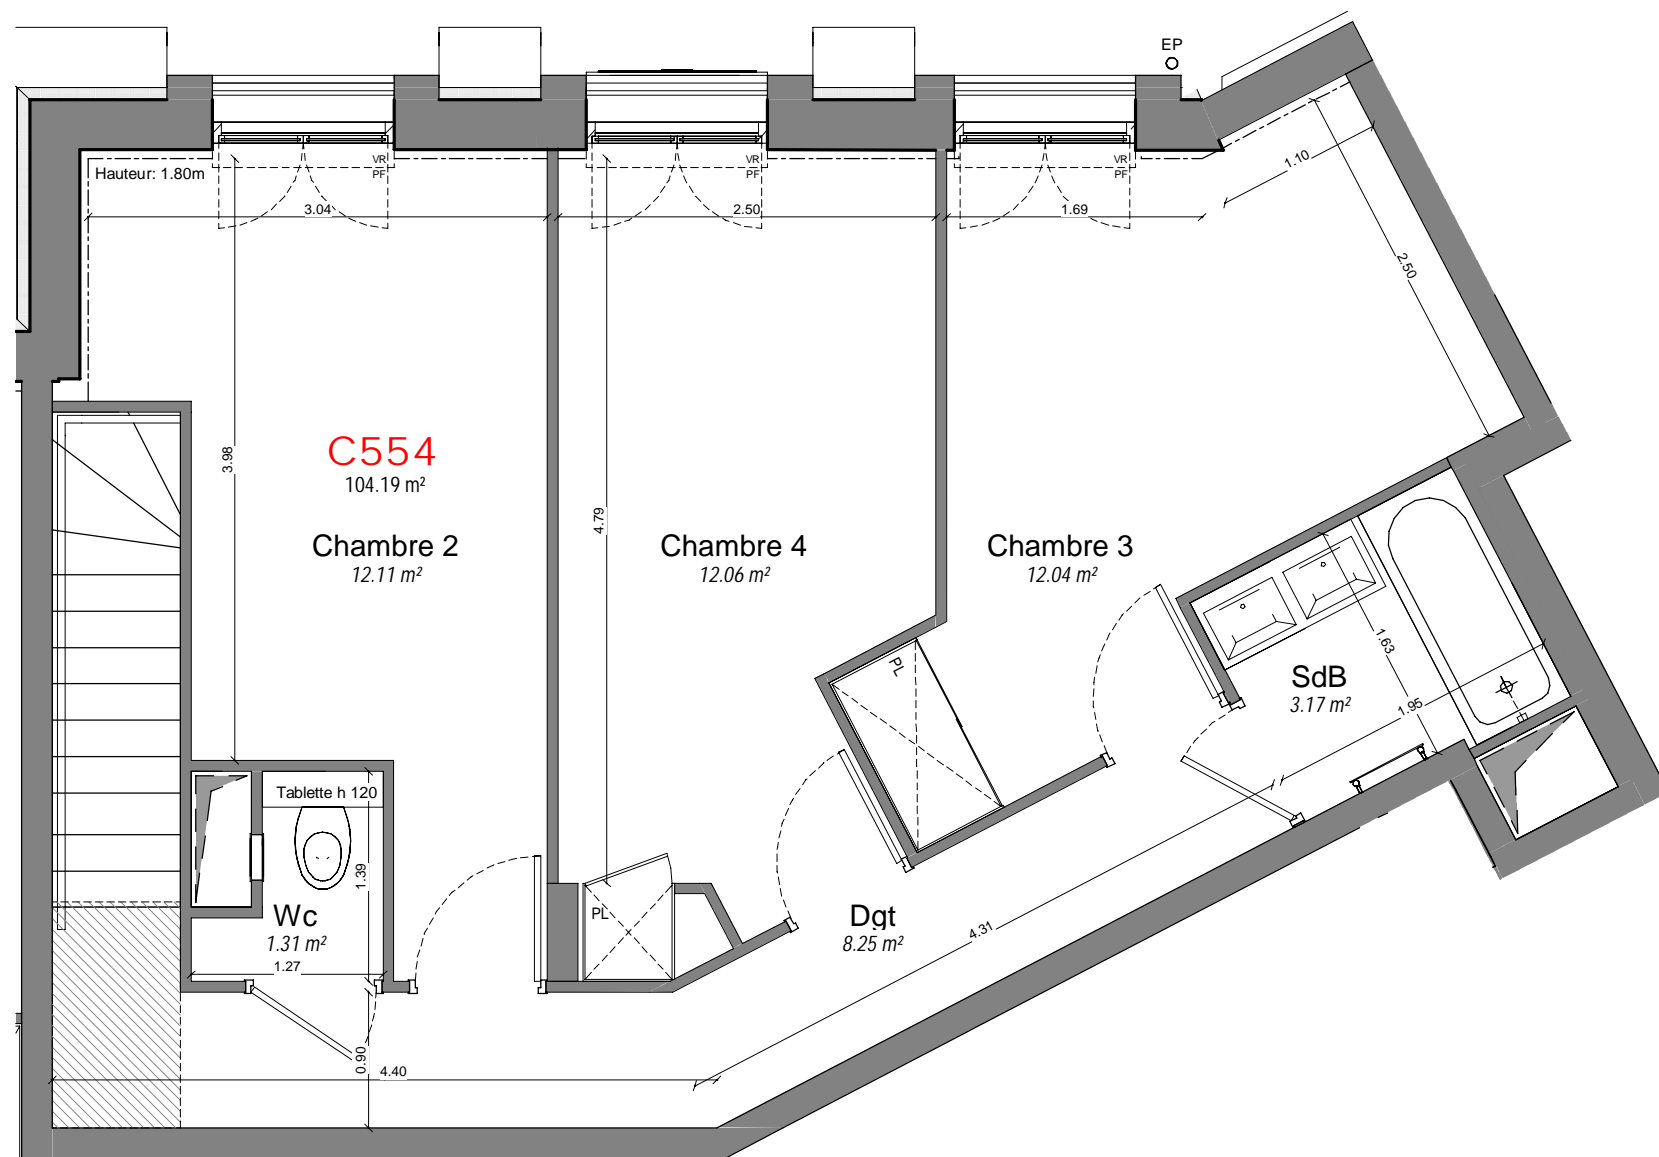 EP
VR
PF
VR
PF
VR
PF
Hauteur: 1.80m
3.04
2.50
1.69
1.10
2.50
3.98
4.79
C554
104.19 m²
Chambre 2
12.11 m²
Chambre 4
12.06 m²
Chambre 3
12.04 m²
PL
1.63
SdB
3.17 m²
1.95
Tablette h 120
1.39
Wc
1.31 m²
1.27
PL
Dgt
8.25 m²
4.31
0.90
4.40